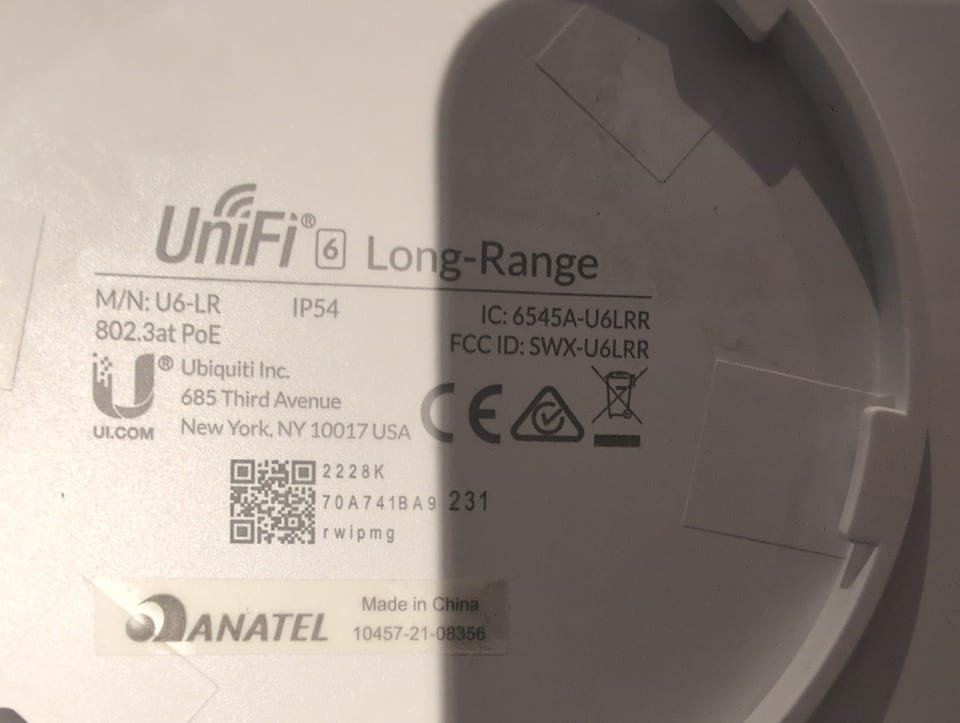 UniFi® 6 Long-Range
M/N: U6-LR IP54 IC: 6545A-U6LRR
802.3at PoE FCC ID: SWX-U6LRR
® Ubiquiti Inc.
685 Third Avenue
UI.COM New York, NY 10017 USA CE
2228K
70A741BA9 231
rwipmg
ANATEL Made in China
10457-21-08356